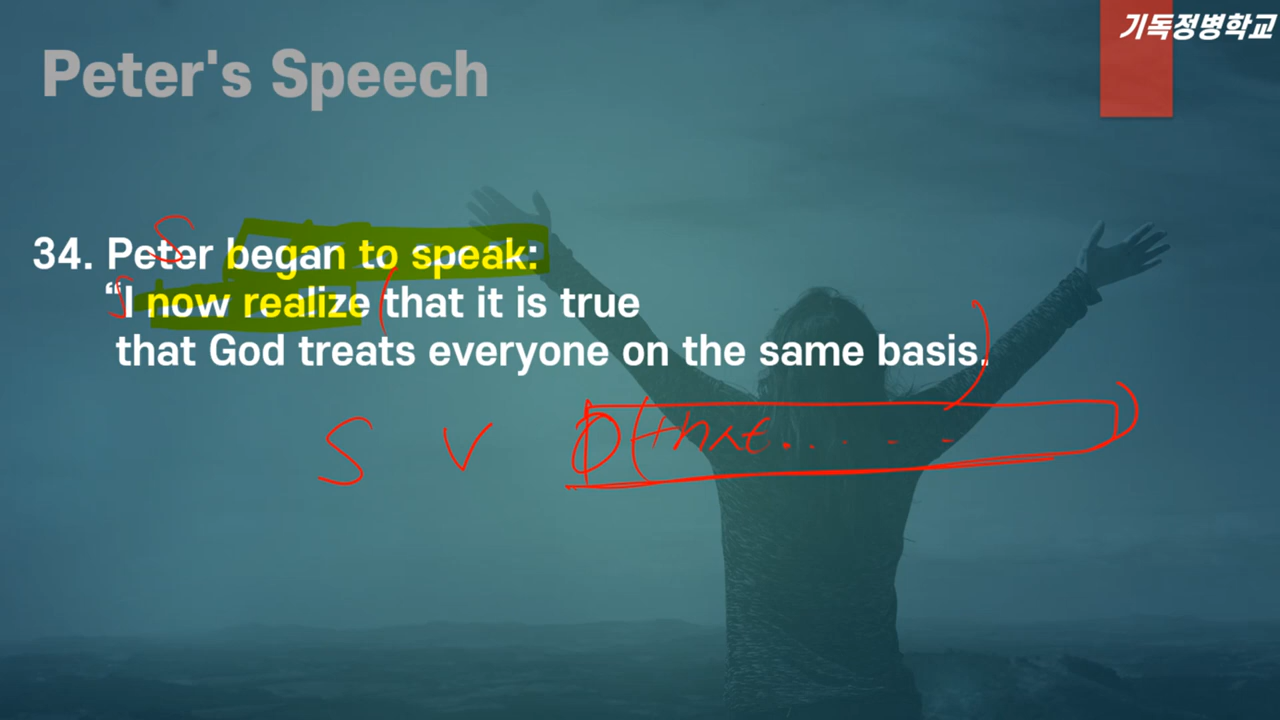 기독정병학교
Peter's Speech
S
34. Peter began to speak:
S
“I now realize (that it is true
that God treats everyone on the same basis.)
S V O (that..... )